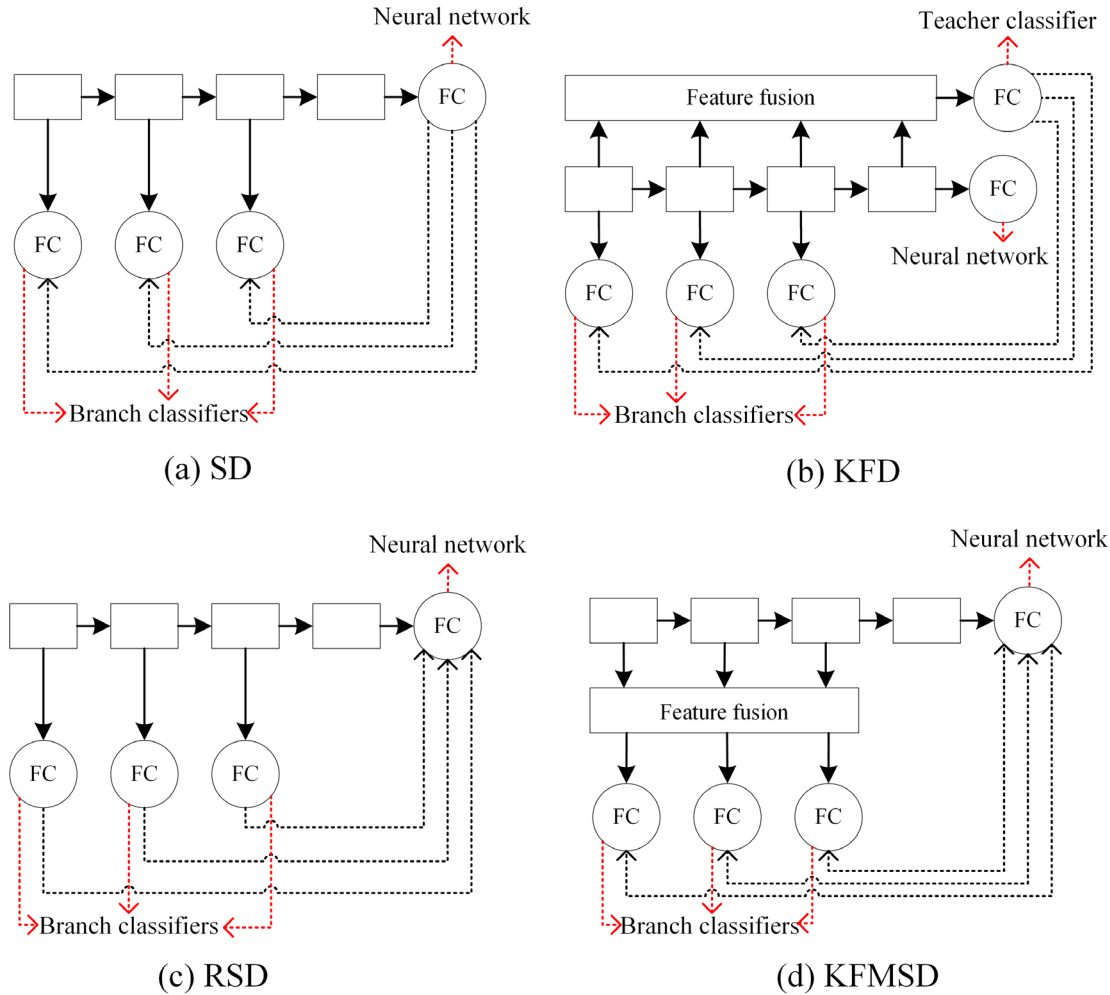 Neural network
FC
FC
FC
FC
Branch classifiers
(a) SD
Teacher classifier
Feature fusion
FC
FC
Neural network
FC
FC
FC
Branch classifiers
(b) KFD
Neural network
FC
FC
FC
FC
Branch classifiers
(c) RSD
Neural network
FC
Feature fusion
FC
FC
FC
Branch classifiers
(d) KFMSD